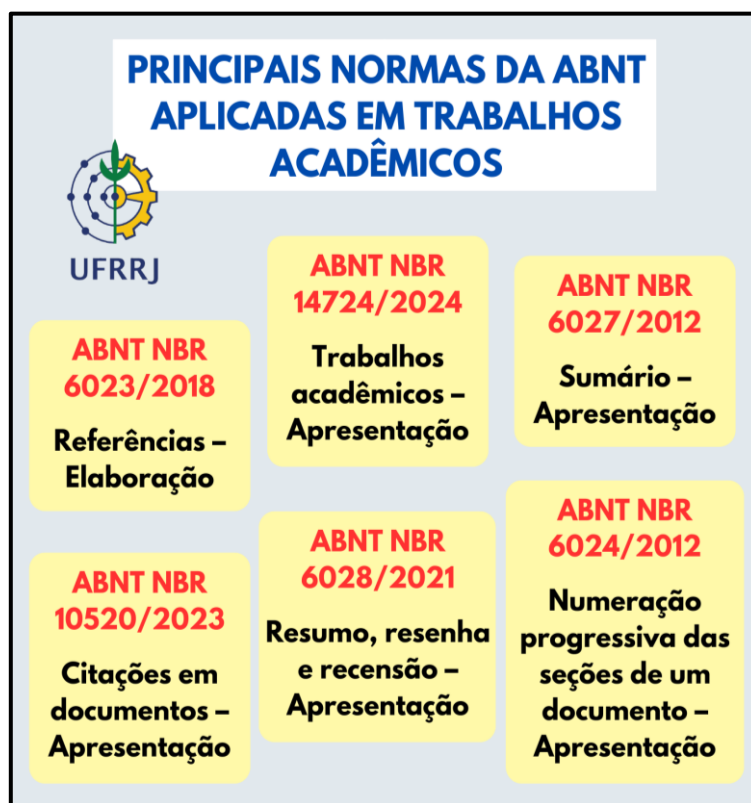 PRINCIPAIS NORMAS DA ABNT
APLICADAS EM TRABALHOS
ACADÊMICOS
UFRRJ
ABNT NBR
6023/2018
Referências –
Elaboração
ABNT NBR
14724/2024
Trabalhos
acadêmicos –
Apresentação
ABNT NBR
6027/2012
Sumário –
Apresentação
ABNT NBR
10520/2023
Citações em
documentos –
Apresentação
ABNT NBR
6028/2021
Resumo, resenha
e recensão –
Apresentação
ABNT NBR
6024/2012
Numeração
progressiva das
seções de um
documento –
Apresentação